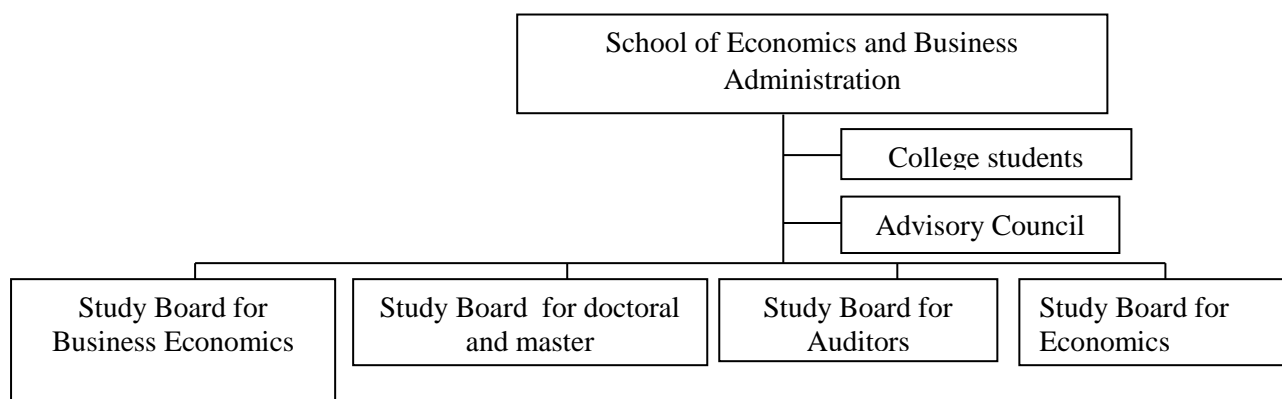 School of Economics and Business
Administration
College students
Advisory Council
Study Board for
Business Economics
Study Board  for doctoral
and master
Study Board for
Auditors
Study Board for
Economics